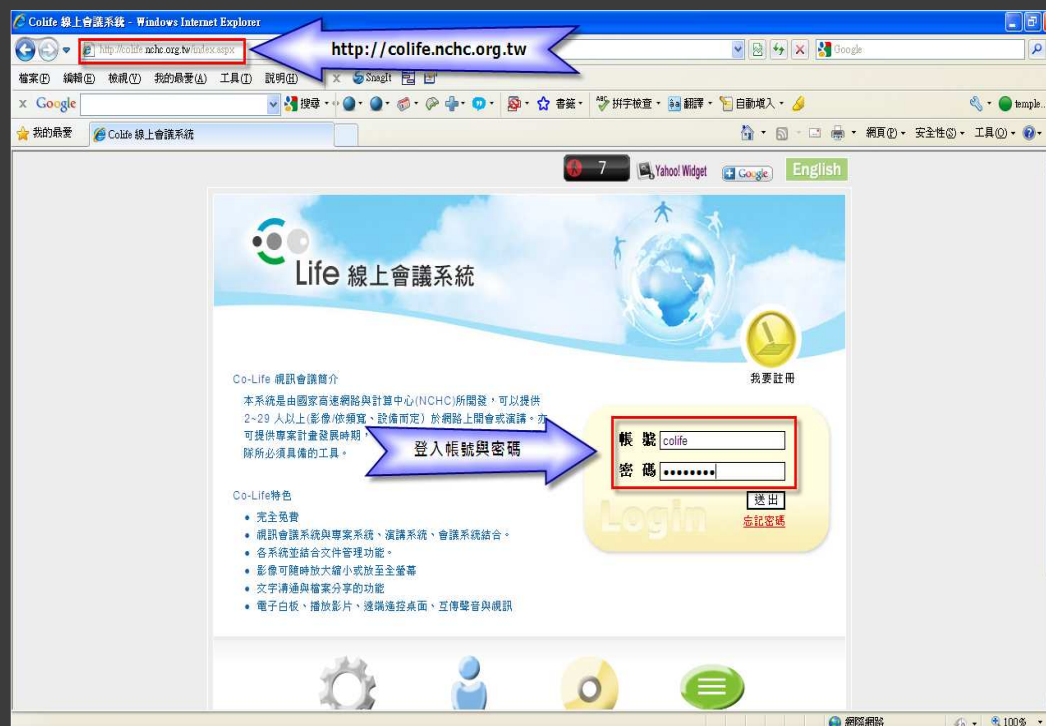 Colife 線上會議系統 - Windows Internet Explorer
http://colife.nchc.org.tw/index.aspx
http://colife.nchc.org.tw
Google
檔案(F) 編輯(E) 檢視(V) 我的最愛(A) 工具(T) 說明(H) x SnagIt
x Google 搜尋 書籤 ABC 拼字檢查 翻譯 自動填入 temple...
我的最愛 Colife 線上會議系統 網頁(P) 安全性(S) 工具(O)
7 Yahoo! Widget Google English
Life 線上會議系統
我要註冊
Co-Life 視訊會議簡介
本系統是由國家高速網路與計算中心(NCHC)所開發，可以提供
2~29 人以上(影像/依頻寬、設備而定) 於網路上開會或演講。亦
可提供專案計畫發展時期，
隊所必須具備的工具。
登入帳號與密碼
帳 號 colife
密 碼 ••••••••
送出
Login
忘記密碼
Co-Life特色
• 完全免費
• 視訊會議系統與專案系統、演講系統、會議系統結合。
• 各系統並結合文件管理功能。
• 影像可隨時放大縮小或放至全螢幕
• 文字溝通與檔案分享的功能
• 電子白板、播放影片、遠端遙控桌面、互傳聲音與視訊
網際網路 100%